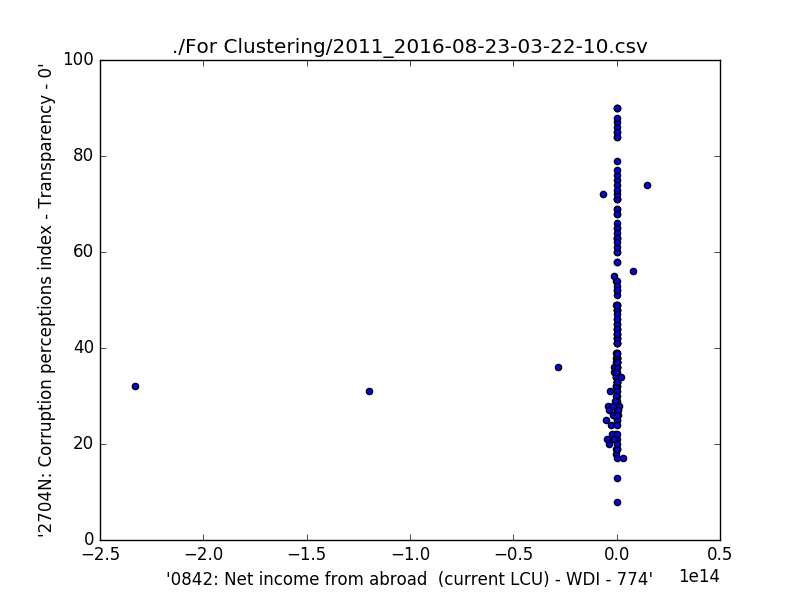 ./For Clustering/2011_2016-08-23-03-22-10.csv
100
80
60
40
20
0
'2704N: Corruption perceptions index - Transparency - 0'
−2.5 −2.0 −1.5 −1.0 −0.5 0.0 0.5
1e14
'0842: Net income from abroad  (current LCU) - WDI - 774'